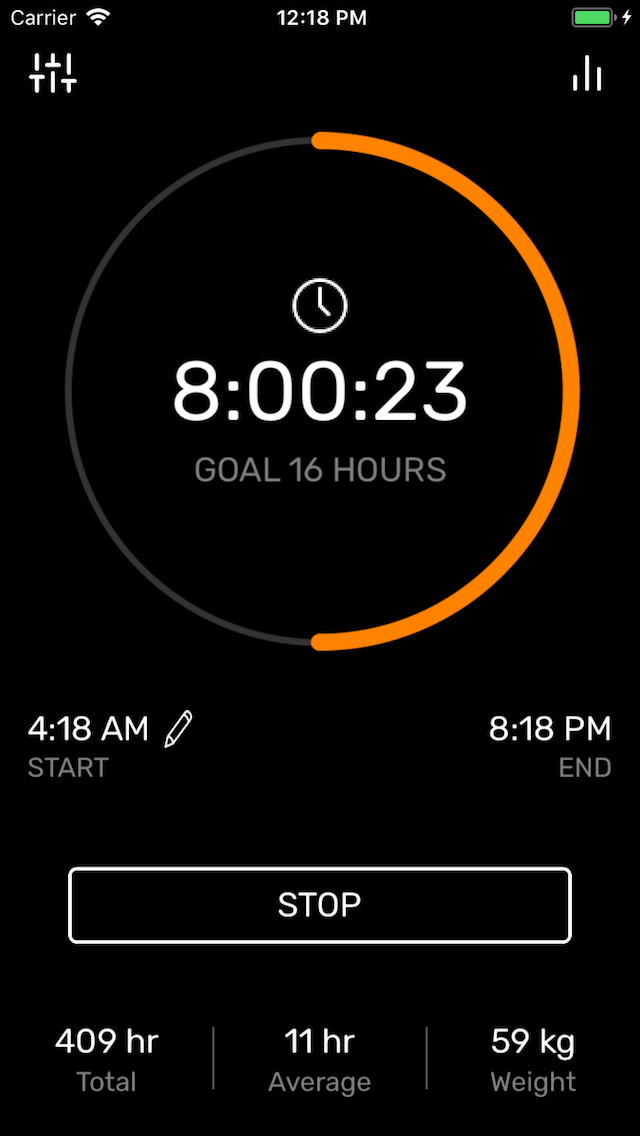 Carrier 12:18 PM
8:00:23
GOAL 16 HOURS
4:18 AM 8:18 PM
START END
STOP
409 hr 11 hr 59 kg
Total Average Weight